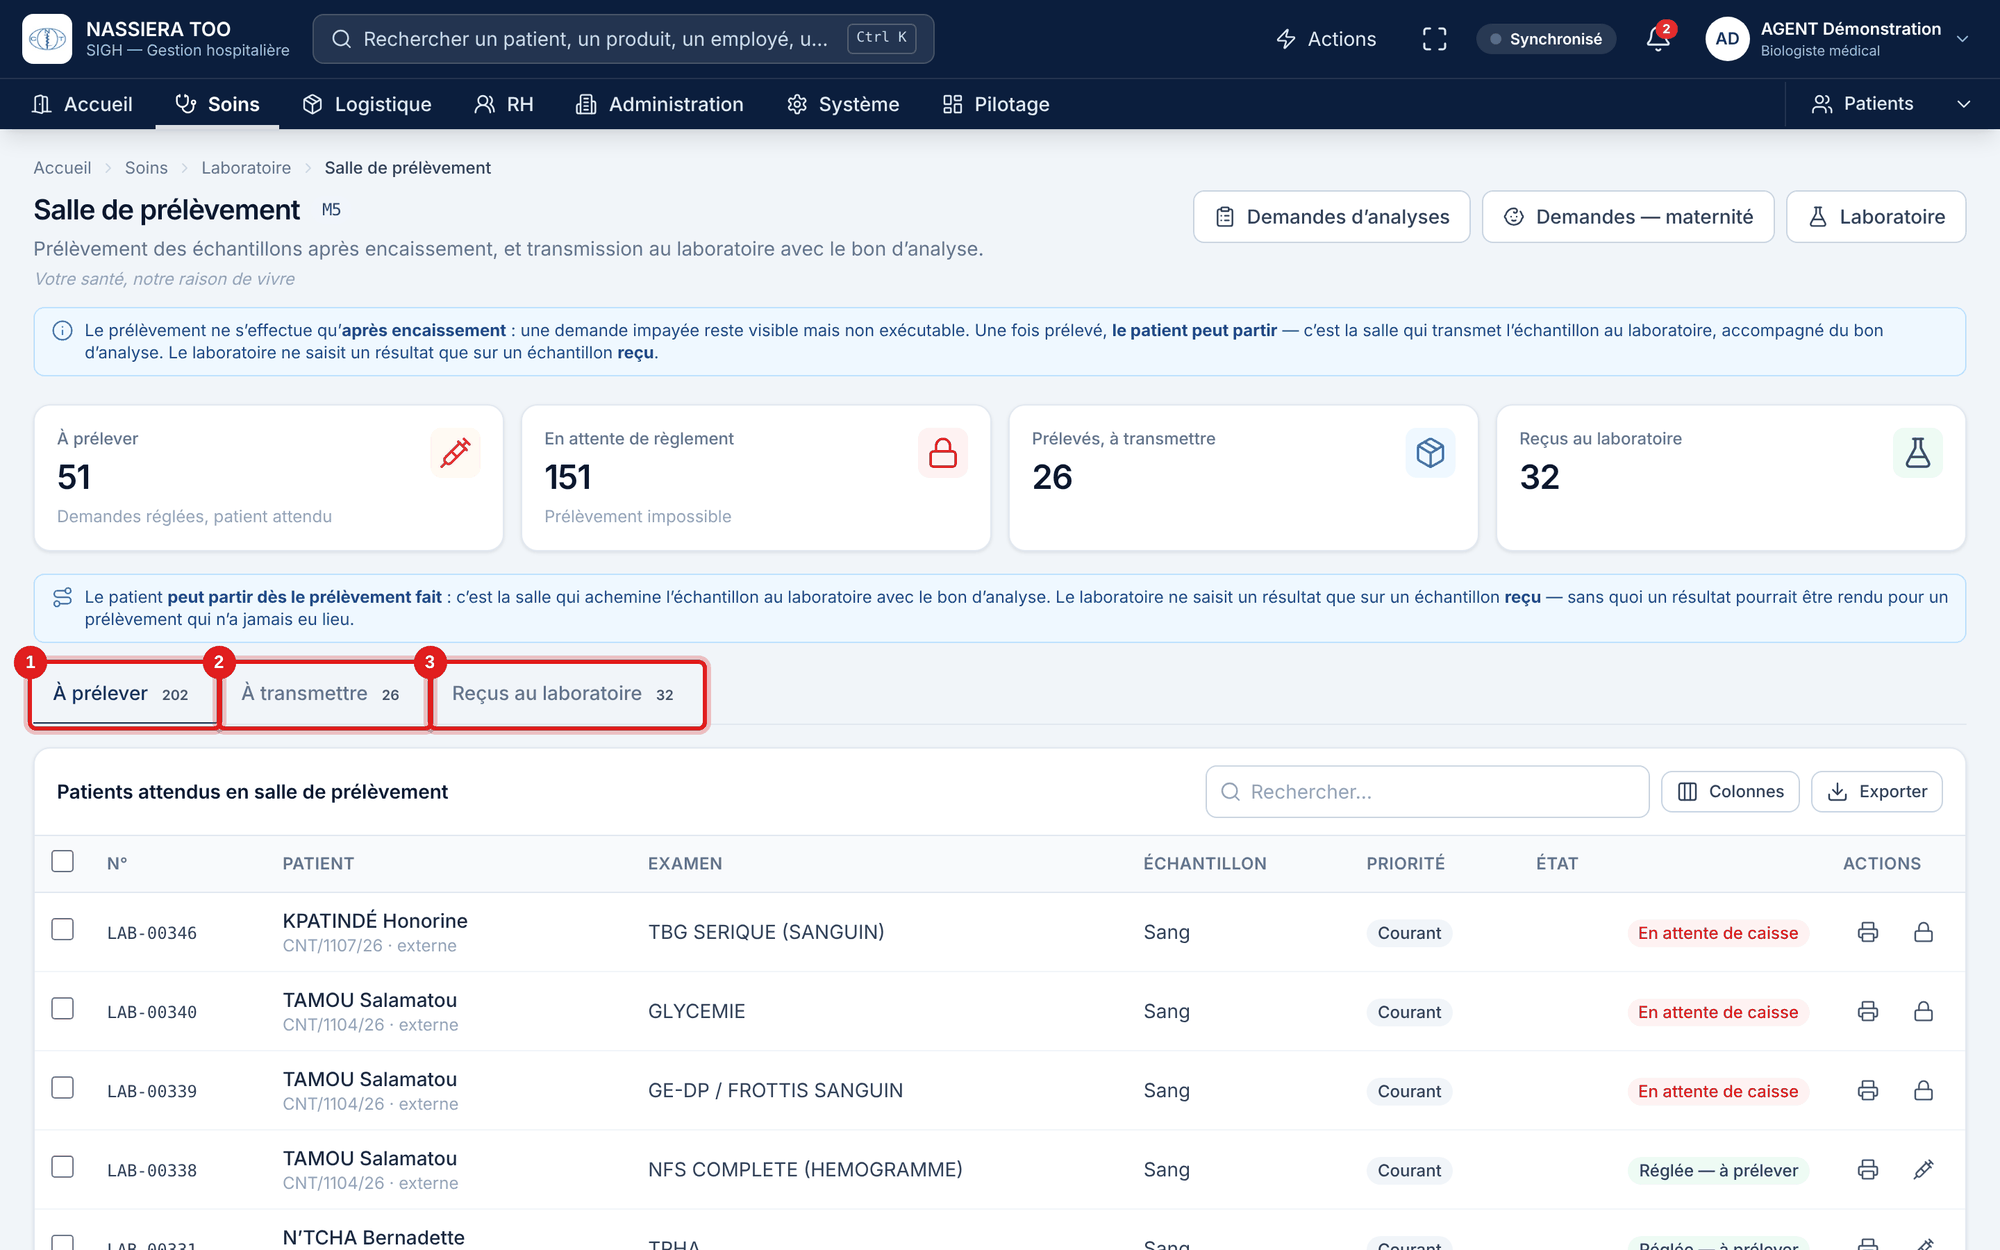 NASSIERA TOO
SIGH — Gestion hospitalière
Rechercher un patient, un produit, un employé, u...
Ctrl K
Actions
Synchronisé
2
AD
AGENT Démonstration
Biologiste médical
Accueil
Soins
Logistique
RH
Administration
Système
Pilotage
Patients
Accueil > Soins > Laboratoire > Salle de prélèvement
Salle de prélèvement M5
Demandes d’analyses
Demandes — maternité
Laboratoire
Prélèvement des échantillons après encaissement, et transmission au laboratoire avec le bon d’analyse.
Votre santé, notre raison de vivre
Le prélèvement ne s’effectue qu’après encaissement : une demande impayée reste visible mais non exécutable. Une fois prélevé, le patient peut partir — c’est la salle qui transmet l’échantillon au laboratoire, accompagné du bon
d’analyse. Le laboratoire ne saisit un résultat que sur un échantillon reçu.
À prélever
51
Demandes réglées, patient attendu
En attente de règlement
151
Prélèvement impossible
Prélevés, à transmettre
26
Reçus au laboratoire
32
Le patient peut partir dès le prélèvement fait : c’est la salle qui achemine l’échantillon au laboratoire avec le bon d’analyse. Le laboratoire ne saisit un résultat que sur un échantillon reçu — sans quoi un résultat pourrait être rendu pour un
prélèvement qui n’a jamais eu lieu.
1
À prélever 202
2
À transmettre 26
3
Reçus au laboratoire 32
Patients attendus en salle de prélèvement
Rechercher...
Colonnes
Exporter
N° PATIENT EXAMEN ÉCHANTILLON PRIORITÉ ÉTAT ACTIONS
LAB-00346 KPATINDÉ Honorine TBG SERIQUE (SANGUIN) Sang Courant En attente de caisse
CNT/1107/26 · externe
LAB-00340 TAMOU Salamatou GLYCEMIE Sang Courant En attente de caisse
CNT/1104/26 · externe
LAB-00339 TAMOU Salamatou GE-DP / FROTTIS SANGUIN Sang Courant En attente de caisse
CNT/1104/26 · externe
LAB-00338 TAMOU Salamatou NFS COMPLETE (HEMOGRAMME) Sang Courant Réglée — à prélever
CNT/1104/26 · externe
LAB-00331 N’TCHA Bernadette TPHA Sang Courant Réglée — à prélever